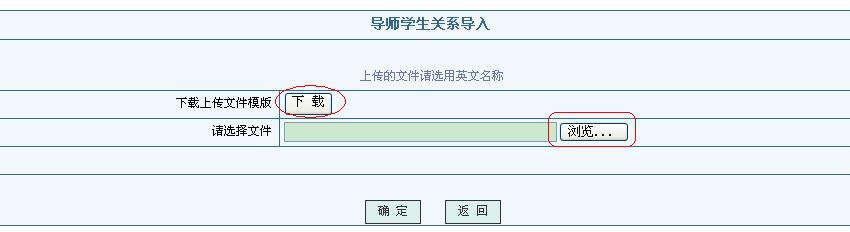 导师学生关系导入
上传的文件请选用英文名称
下载上传文件模版 下 载
请选择文件 浏览...
确 定 返 回